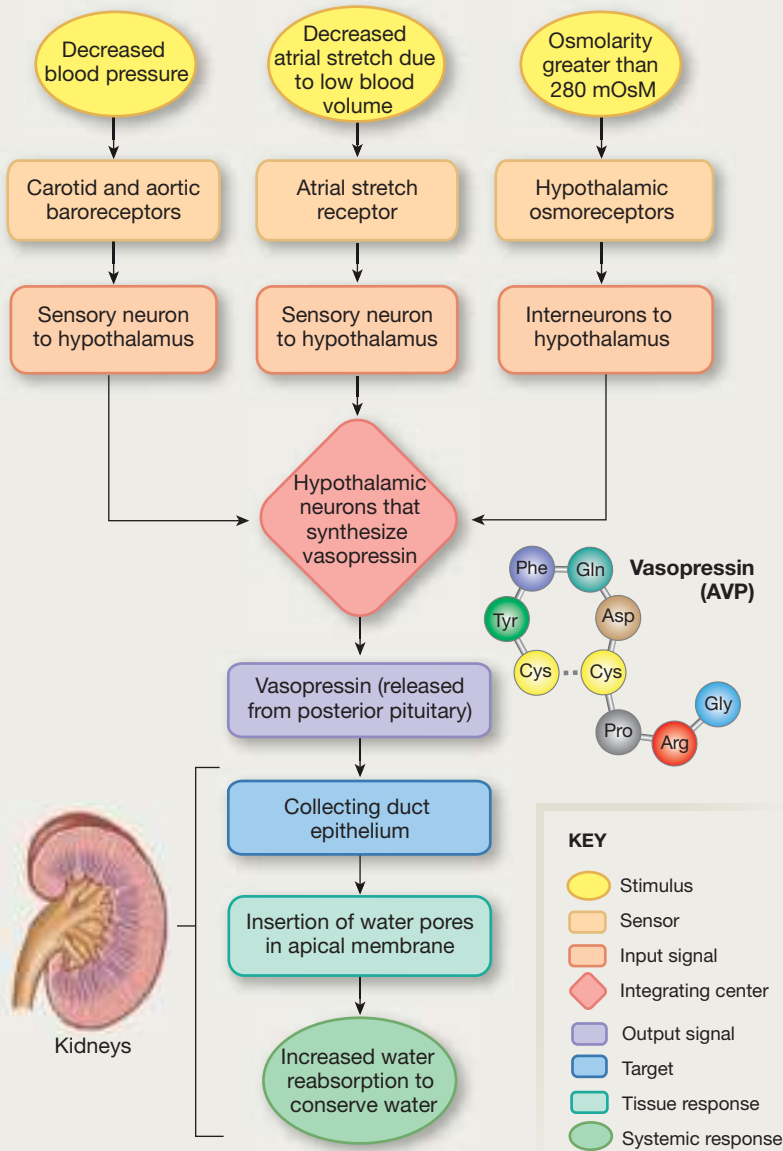 Decreased
blood pressure
Decreased
atrial stretch due
to low blood
volume
Osmolarity
greater than
280 mOsM
Carotid and aortic
baroreceptors
Atrial stretch
receptor
Hypothalamic
osmoreceptors
Sensory neuron
to hypothalamus
Sensory neuron
to hypothalamus
Interneurons to
hypothalamus
Hypothalamic
neurons that
synthesize
vasopressin
Vasopressin
(AVP)
Phe
Gln
Tyr
Asp
Cys
Cys
Pro
Arg
Gly
Vasopressin (released
from posterior pituitary)
Collecting duct
epithelium
Insertion of water pores
in apical membrane
Increased water
reabsorption to
conserve water
Kidneys
KEY
Stimulus
Sensor
Input signal
Integrating center
Output signal
Target
Tissue response
Systemic response